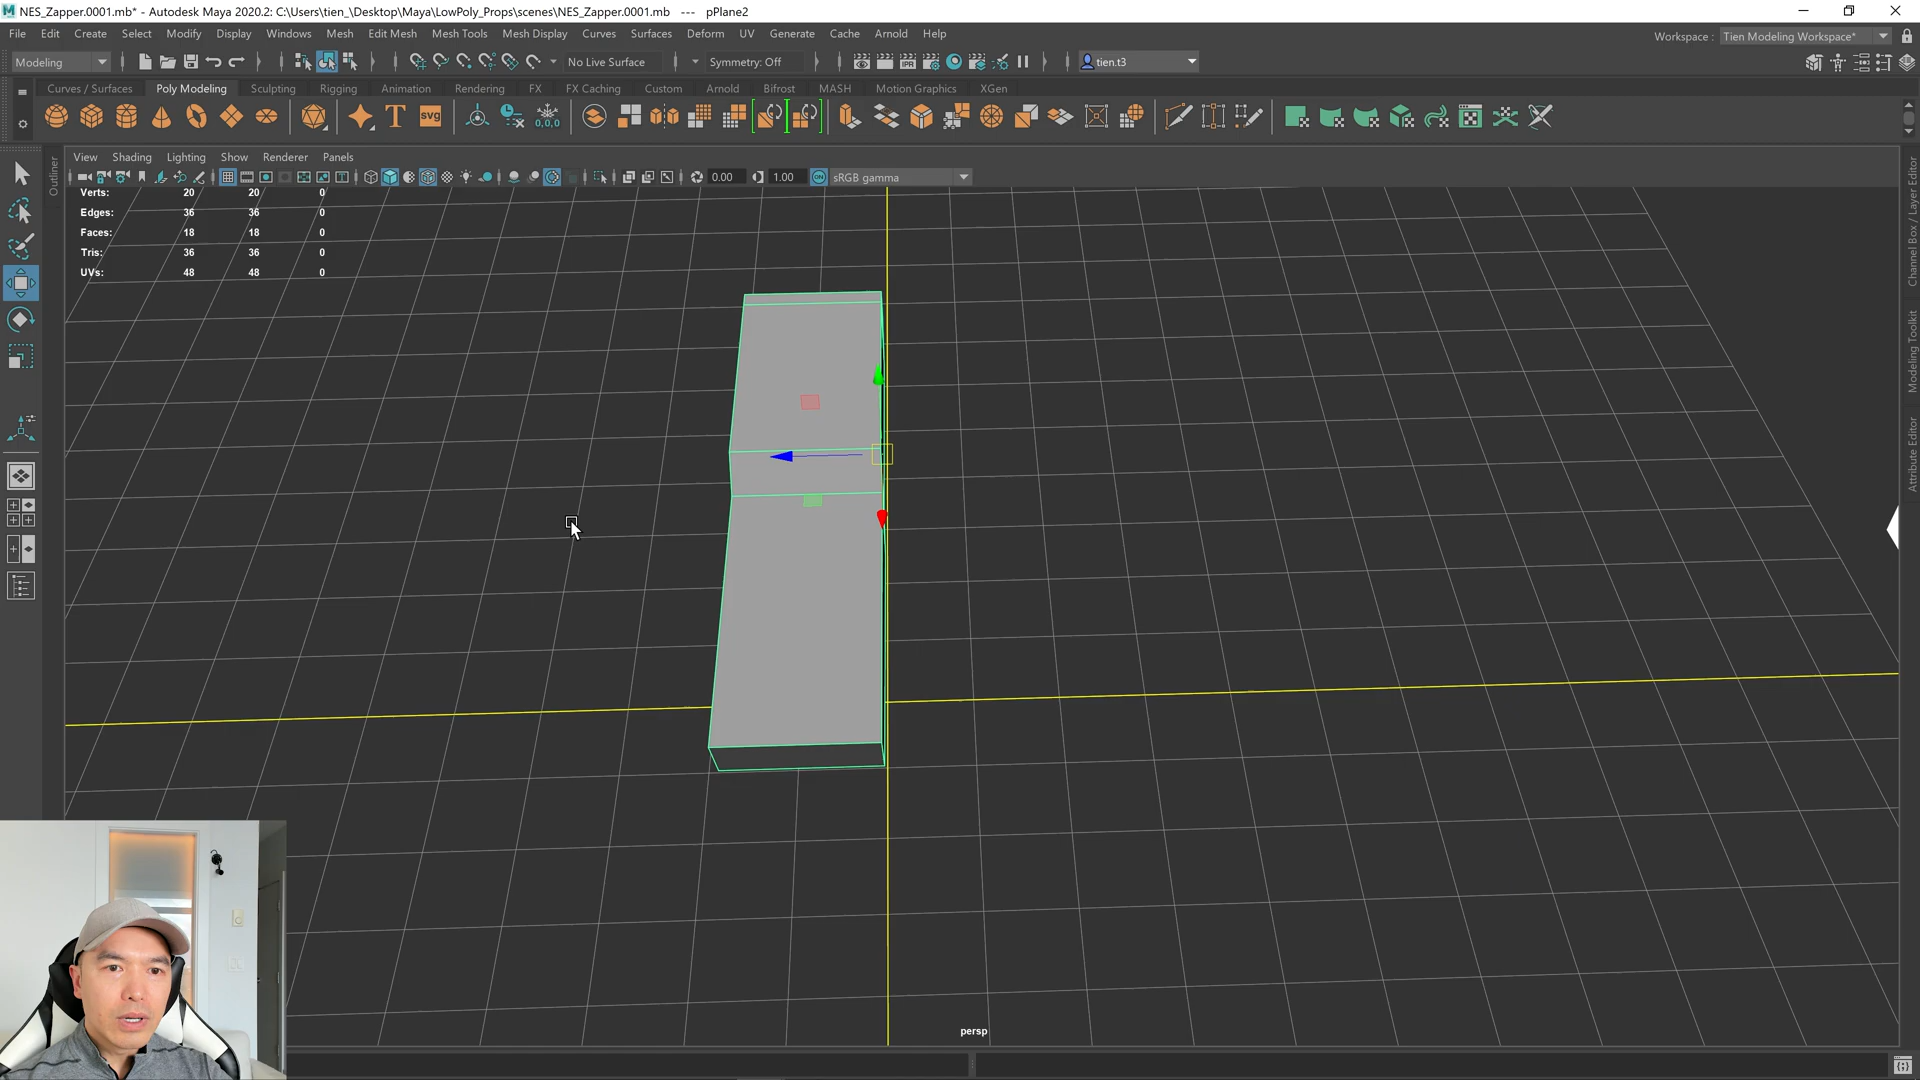 NES_Zapper.0001.mb* - Autodesk Maya 2020.2: C:\Users\tien_\Desktop\Maya\LowPoly_Props\scenes\NES_Zapper.0001.mb --- pPlane2
File Edit Create Select Modify Display Windows Mesh Edit Mesh Mesh Tools Mesh Display Curves Surfaces Deform UV Generate Cache Arnold Help Workspace : Tien Modeling Workspace*
Modeling No Live Surface Symmetry: Off tien.t3
Curves / Surfaces Poly Modeling Sculpting Rigging Animation Rendering FX FX Caching Custom Arnold Bifrost MASH Motion Graphics XGen
T svg 0,0,0
View Shading Lighting Show Renderer Panels
0.00 1.00 ON sRGB gamma
Verts: 20 20 0
Edges: 36 36 0
Faces: 18 18 0
Tris: 36 36 0
UVs: 48 48 0
Outliner
Channel Box / Layer Editor
Modeling Toolkit
Attribute Editor
persp